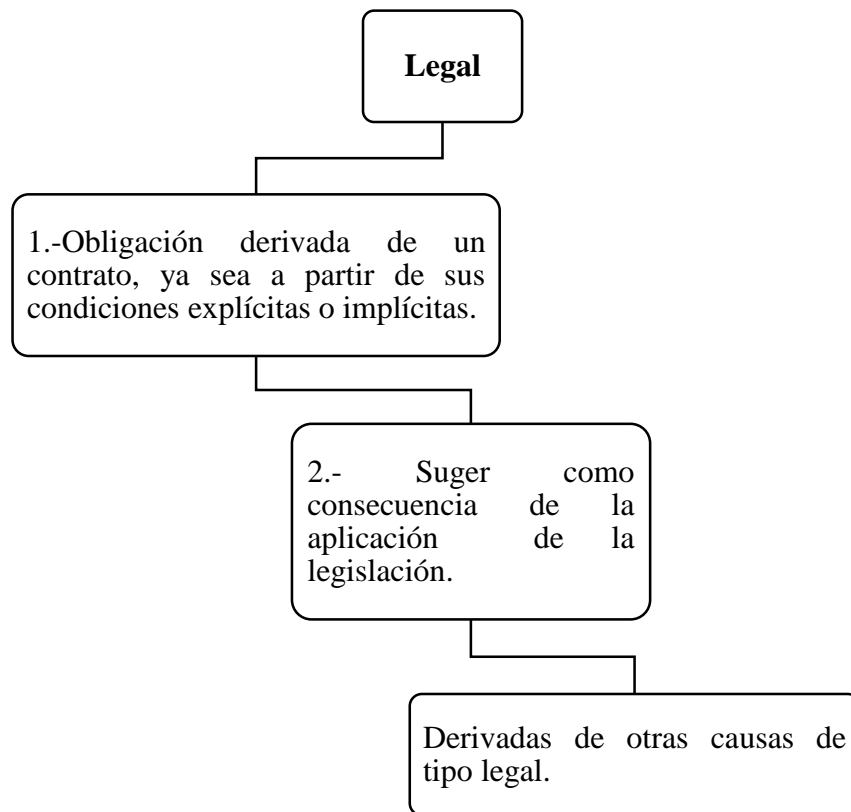 Legal
1.-Obligación derivada de un
contrato, ya sea a partir de sus
condiciones explícitas o implícitas.
2.- Suger como
consecuencia de la
aplicación de la
legislación.
Derivadas de otras causas de
tipo legal.